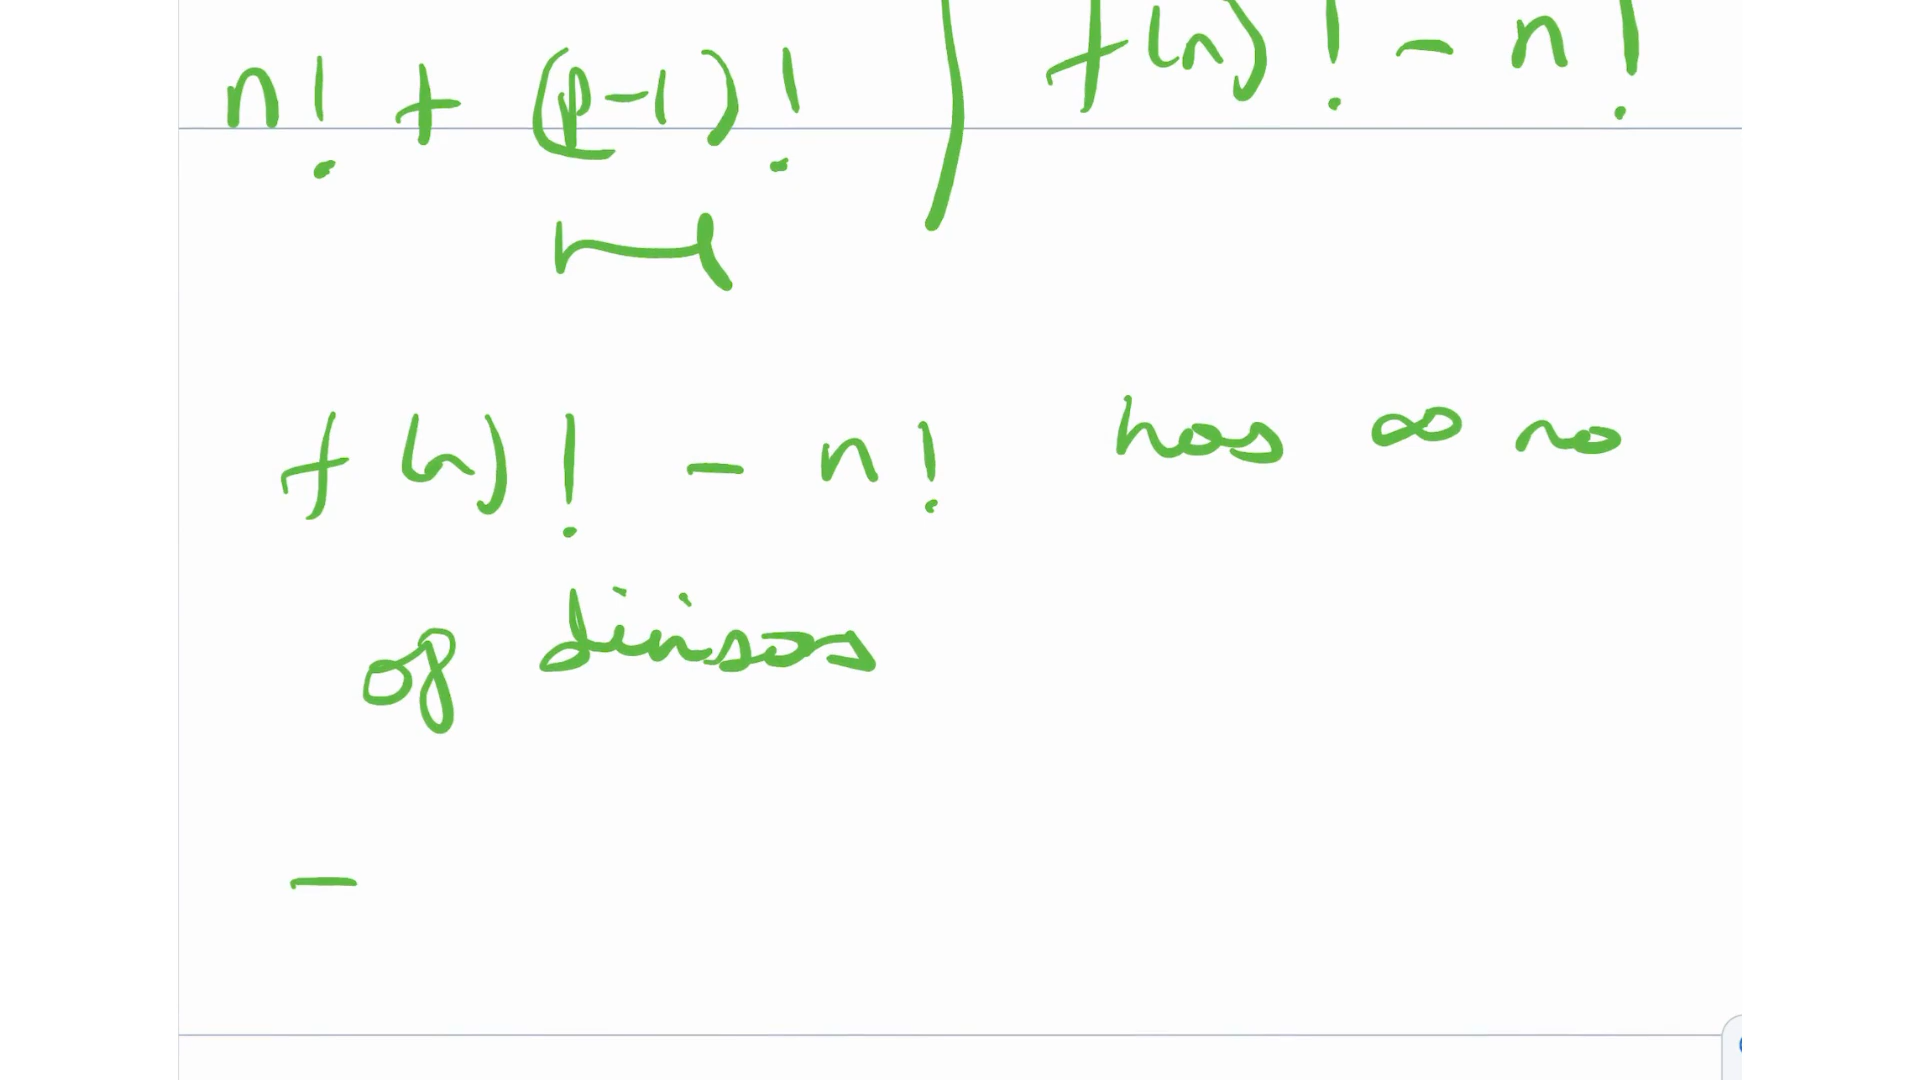 n! + (p-1)! | f(n)! - n!
f(n)! - n! has ∞ no
of divisors
-